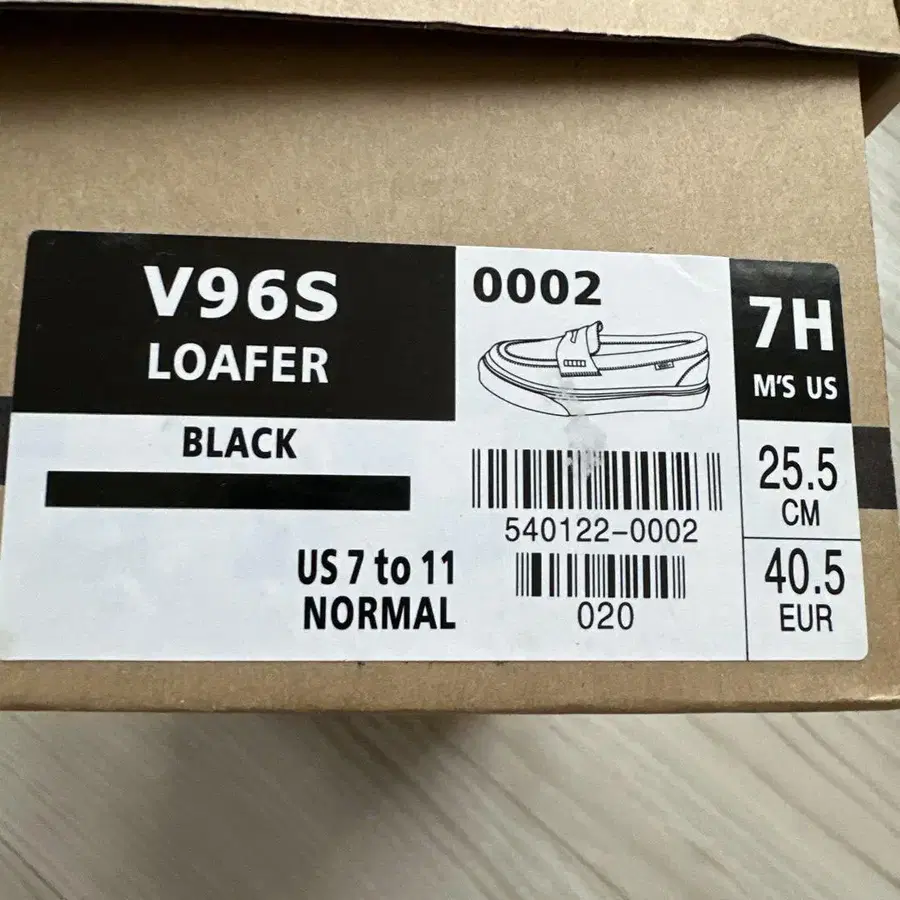 V96S
LOAFER
BLACK
US 7 to 11
NORMAL
0002
540122-0002
020
7H
M'S US
25.5
CM
40.5
EUR